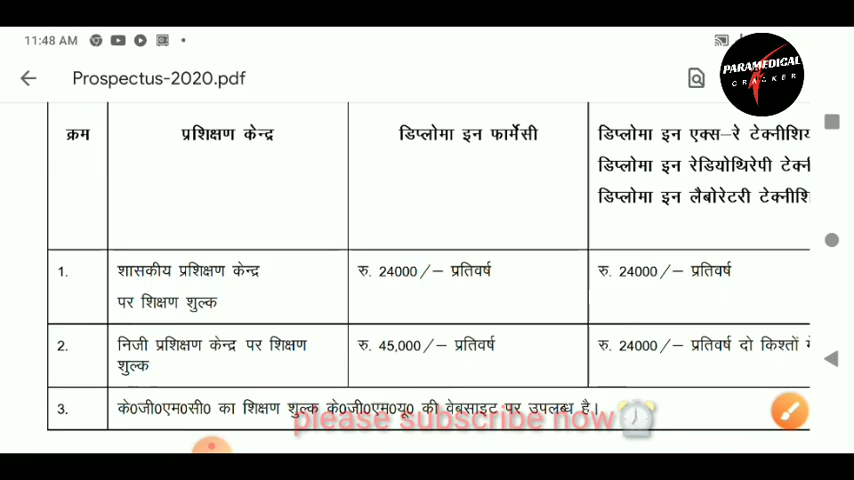 11:48 AM
Prospectus-2020.pdf
PARAMEDICAL
CRACKER
क्रम
प्रशिक्षण केन्द्र
डिप्लोमा इन फार्मेसी
डिप्लोमा इन एक्स–रे
डिप्लोमा इन रेडियोथिरेपी
डिप्लोमा इन लैबोरेटरी
1.
शासकीय प्रशिक्षण केन्द्र
पर शिक्षण शुल्क
रु. 24000/– प्रतिवर्ष
रु. 24000/– प्रतिवर्ष
2.
निजी प्रशिक्षण केन्द्र पर शिक्षण
शुल्क
रु. 45,000/– प्रतिवर्ष
रु. 24000/– प्रतिवर्ष दो किश्तों
3.
के0जी0एम0सी0 का शिक्षण शुल्क के0जी0एम0यू0 की वेबसाइट पर उपलब्ध है।
please subscribe now